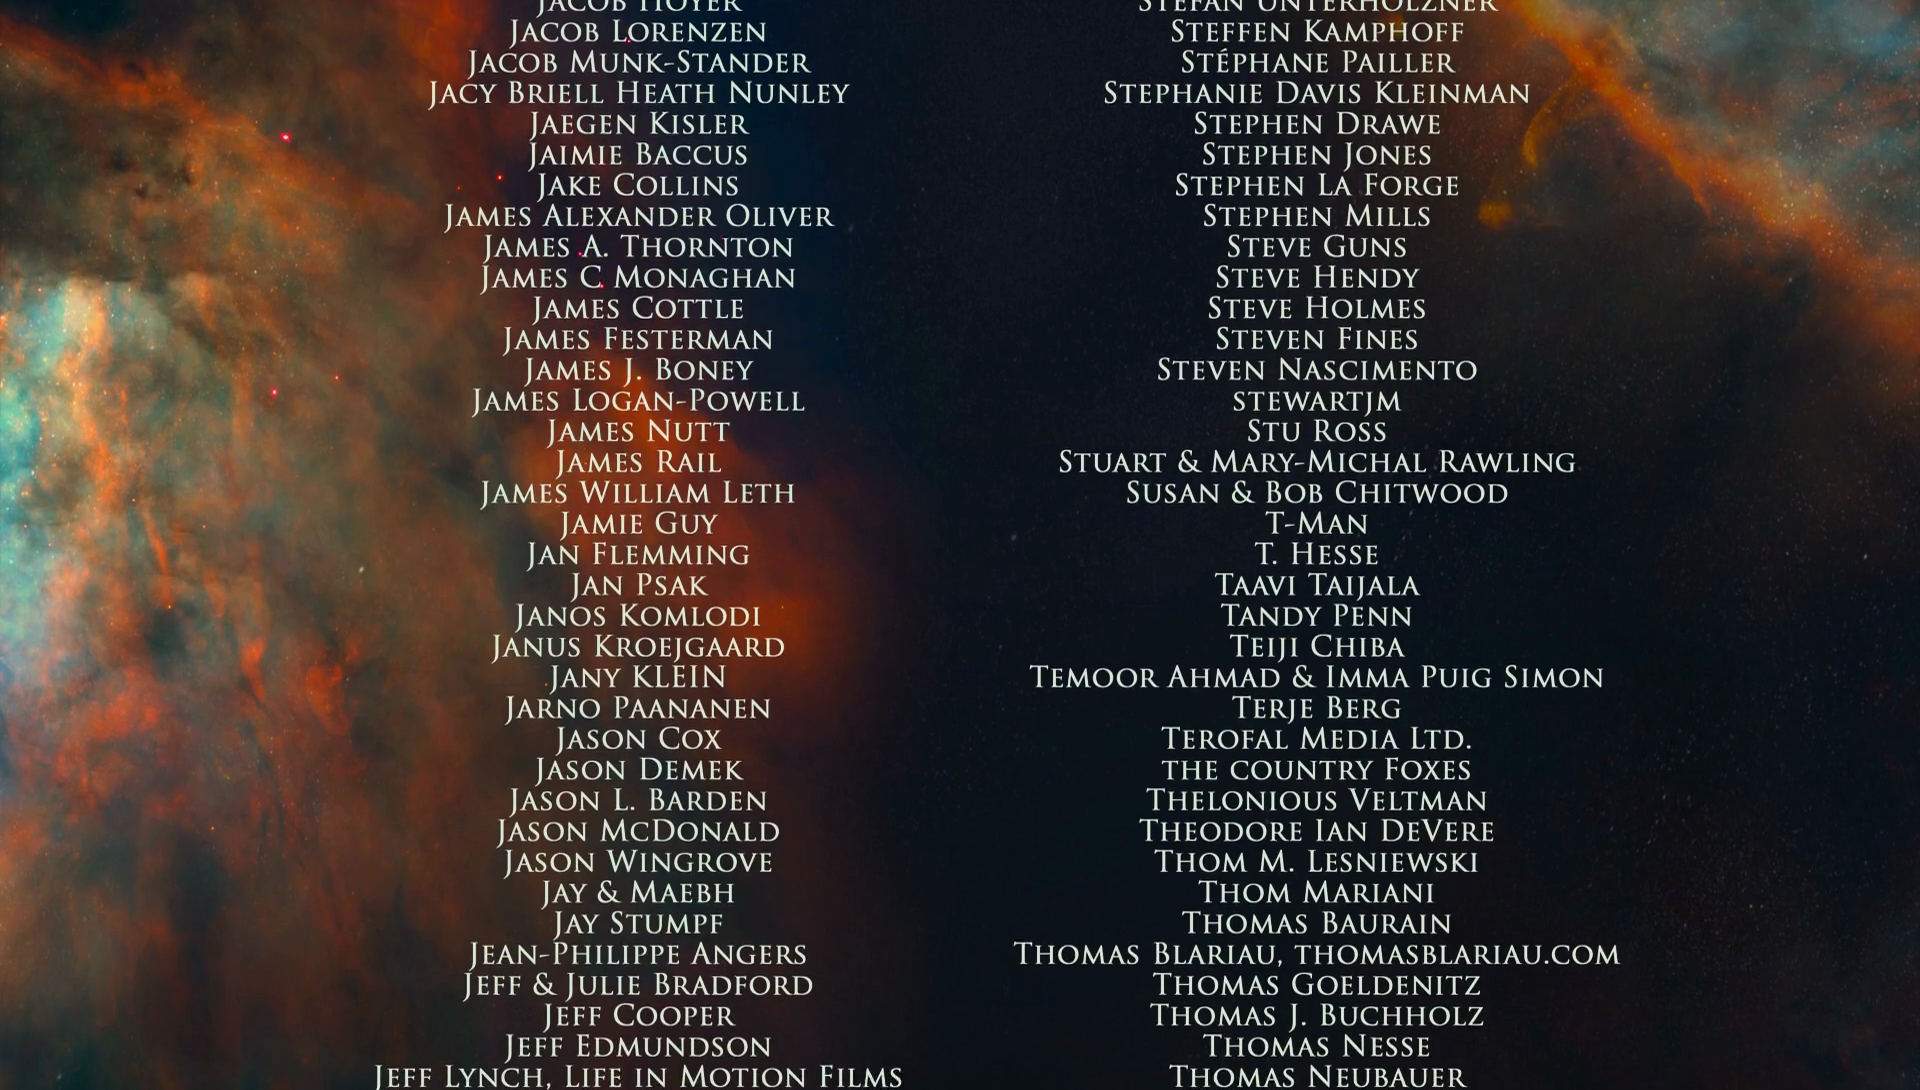 Jacob Hoyer
Jacob Lorenzen
Jacob Munk-Stander
Jacy Briell Heath Nunley
Jaegen Kisler
Jaimie Baccus
Jake Collins
James Alexander Oliver
James A. Thornton
James C Monaghan
James Cottle
James Festerman
James J. Boney
James Logan-Powell
James Nutt
James Rail
James William Leth
Jamie Guy
Jan Flemming
Jan Psak
Janos Komlodi
Janus Kroejgaard
Jany KLEIN
Jarno Paananen
Jason Cox
Jason Demek
Jason L. Barden
Jason McDonald
Jason Wingrove
Jay & Maebh
Jay Stumpf
Jean-Philippe Angers
Jeff & Julie Bradford
Jeff Cooper
Jeff Edmundson
Jeff Lynch, Life in Motion Films
Stefan Unterholzner
Steffen Kamphoff
Stéphane Pailler
Stephanie Davis Kleinman
Stephen Drawe
Stephen Jones
Stephen La Forge
Stephen Mills
Steve Guns
Steve Hendy
Steve Holmes
Steven Fines
Steven Nascimento
stewartjm
Stu Ross
Stuart & Mary-Michal Rawling
Susan & Bob Chitwood
T-Man
T. Hesse
Taavi Taijala
Tandy Penn
Teiji Chiba
Temoor Ahmad & Imma Puig Simon
Terje Berg
Terofal Media Ltd.
the country Foxes
Thelonious Veltman
Theodore Ian DeVere
Thom M. Lesniewski
Thom Mariani
Thomas Baurain
Thomas Blariau, thomasblariau.com
Thomas Goeldenitz
Thomas J. Buchholz
Thomas Nesse
Thomas Neubauer